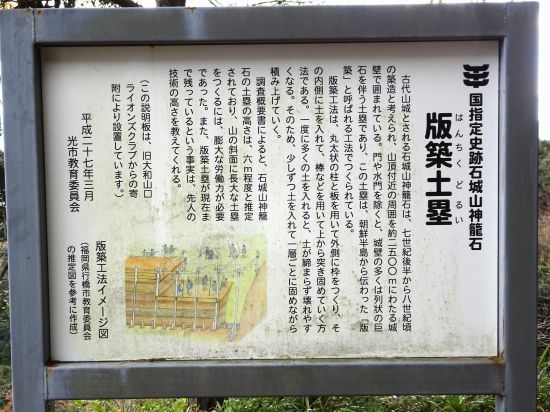 国指定史跡石城山神籠石
はんちくどるい
版築土塁
古代山城とされる石城山神籠石は、七世紀後半から八世紀頃
の築造と考えられ、山頂付近の周囲を約二五〇〇mにわたる城
壁で囲まれている。門や水門を除くと、城壁の多くは列状の巨
石を伴う土塁であり、この土塁は、朝鮮半島から伝わった「版
築」と呼ばれる工法でつくられている。
版築工法は、丸太状の柱と板を用いて外側に枠をつくり、そ
の内側に土を入れて、棒などを用いて上から突き固めていく方
法である。一度に多くの土を入れると、土が締まらず壊れやす
くなる。そのため、少しずつ土を入れて一層ごとに固めながら
積み上げていく。
調査概要書によると、石城山神籠
石の土塁の高さは、六m程度と推定
されており、山の斜面に長大な土塁
をつくるには、膨大な労働力が必要
であった。また、版築土塁が現在ま
で残っているという事実は、先人の
技術の高さを教えてくれる。
(この説明板は、旧大和山口
ライオンズクラブからの寄
附により設置しています。)
平成二十七年三月
光市教育委員会
版築工法イメージ図
(福岡県行橋市教育委員会
の推定図を参考に作成)